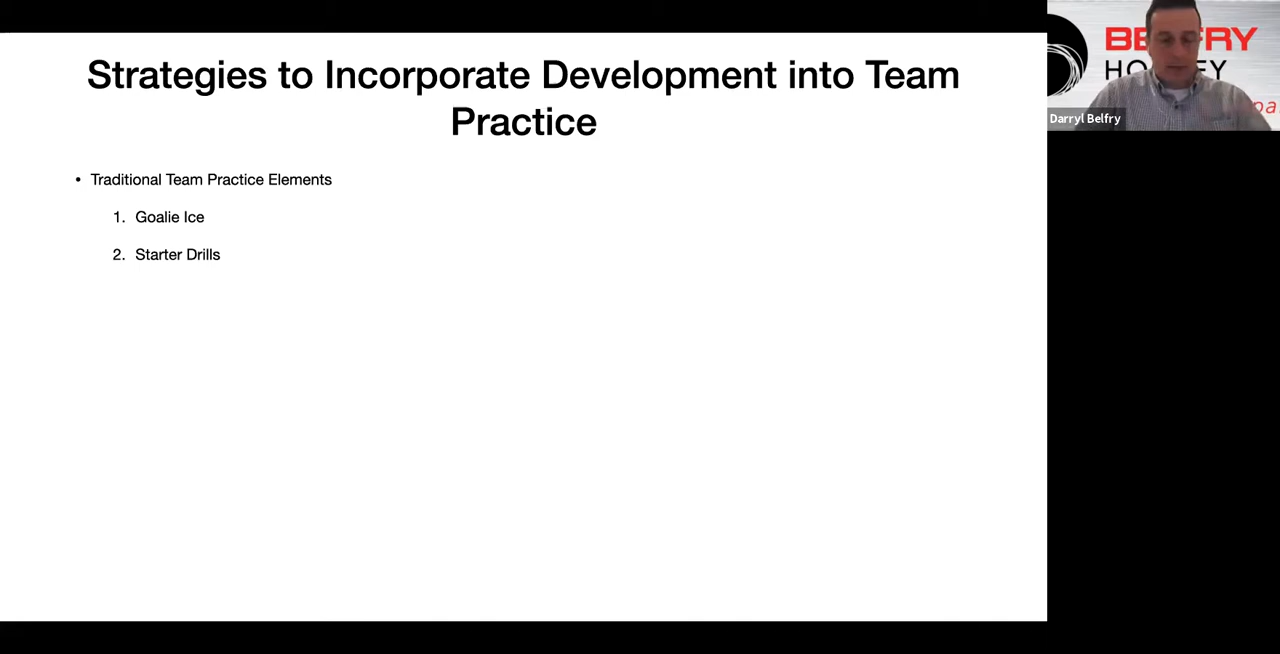 Strategies to Incorporate Development into Team
Practice
• Traditional Team Practice Elements
1. Goalie Ice
2. Starter Drills
Darryl Belfry